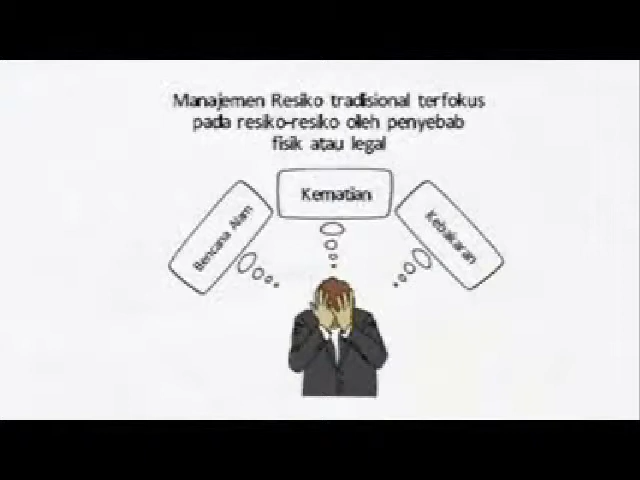 Manajemen Resiko tradisional terfokus
pada resiko-resiko oleh penyebab
fisik atau legal
Bencana Alam
Kematian
Kebakaran